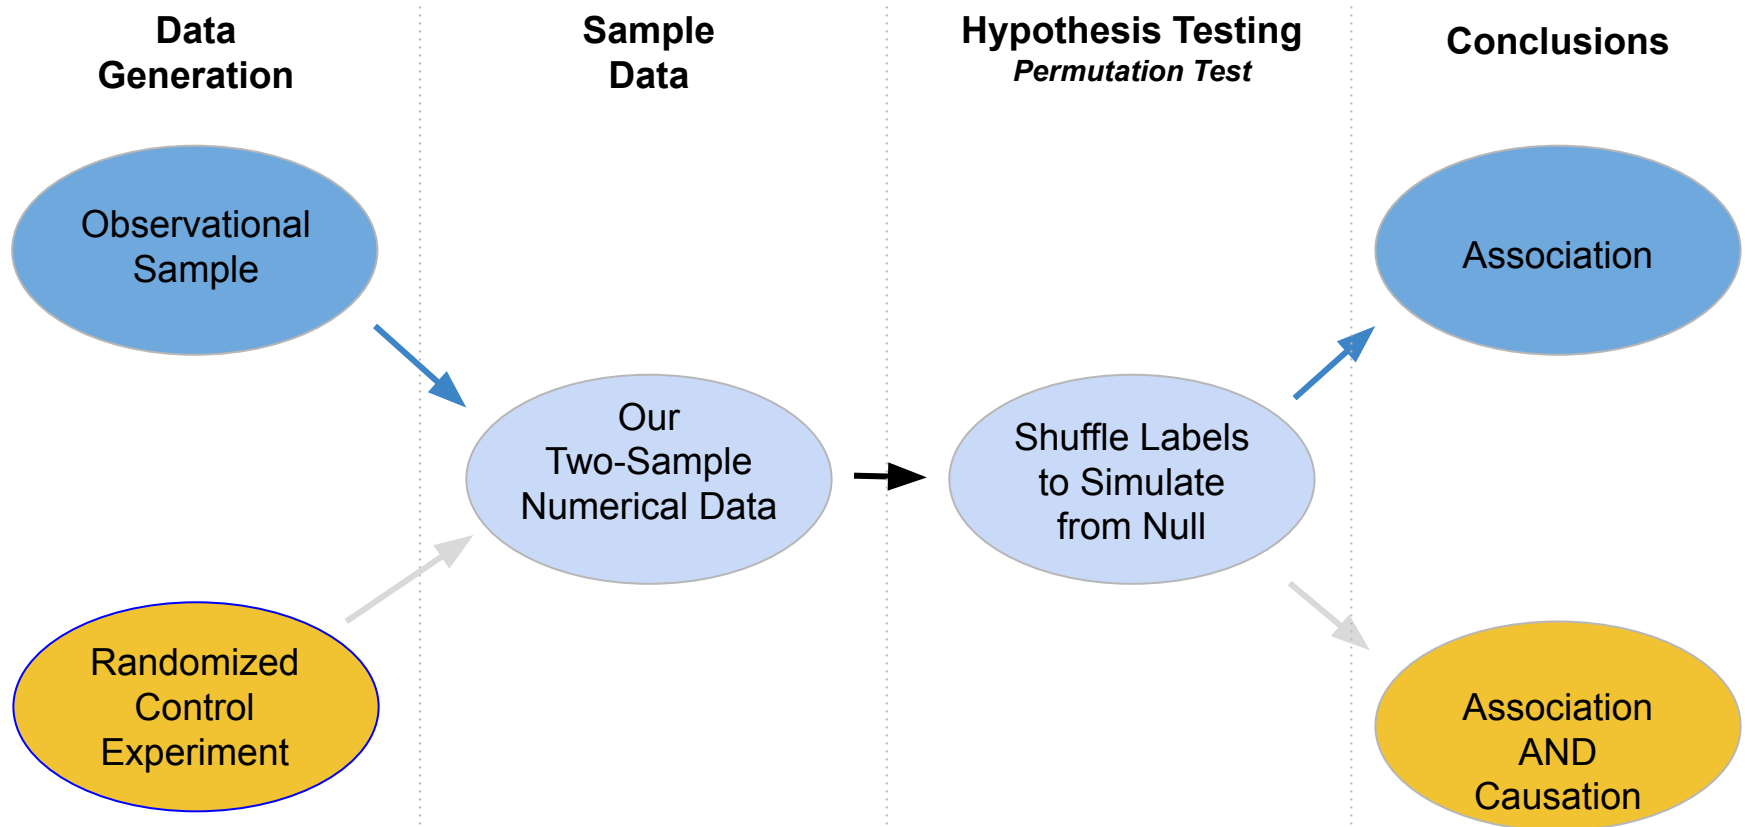 Data
Generation
Sample
Data
Hypothesis Testing
Permutation Test
Conclusions
Observational
Sample
Association
Our
Two-Sample
Numerical Data
Shuffle Labels
to Simulate
from Null
Randomized
Control
Experiment
Association
AND
Causation